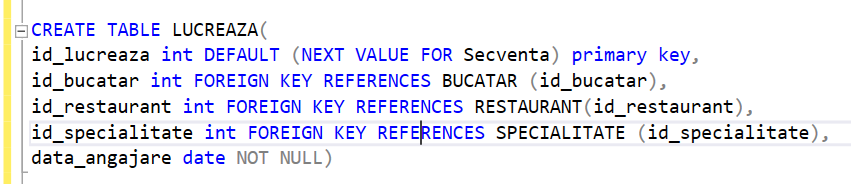 CREATE TABLE LUCREAZA(
id_lucreaza int DEFAULT (NEXT VALUE FOR Secventa) primary key,
id_bucatar int FOREIGN KEY REFERENCES BUCATAR (id_bucatar),
id_restaurant int FOREIGN KEY REFERENCES RESTAURANT(id_restaurant),
id_specialitate int FOREIGN KEY REFERENCES SPECIALITATE (id_specialitate),
data_angajare date NOT NULL)